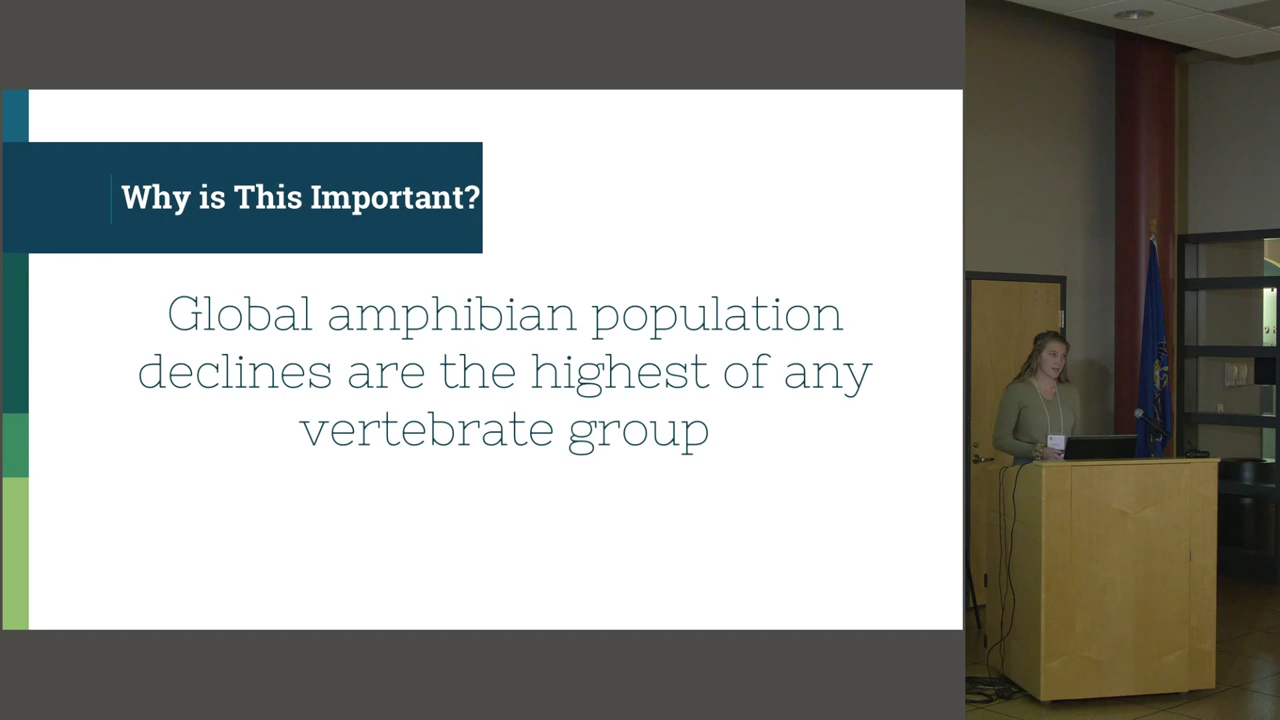 Why is This Important?
Global amphibian population
declines are the highest of any
vertebrate group